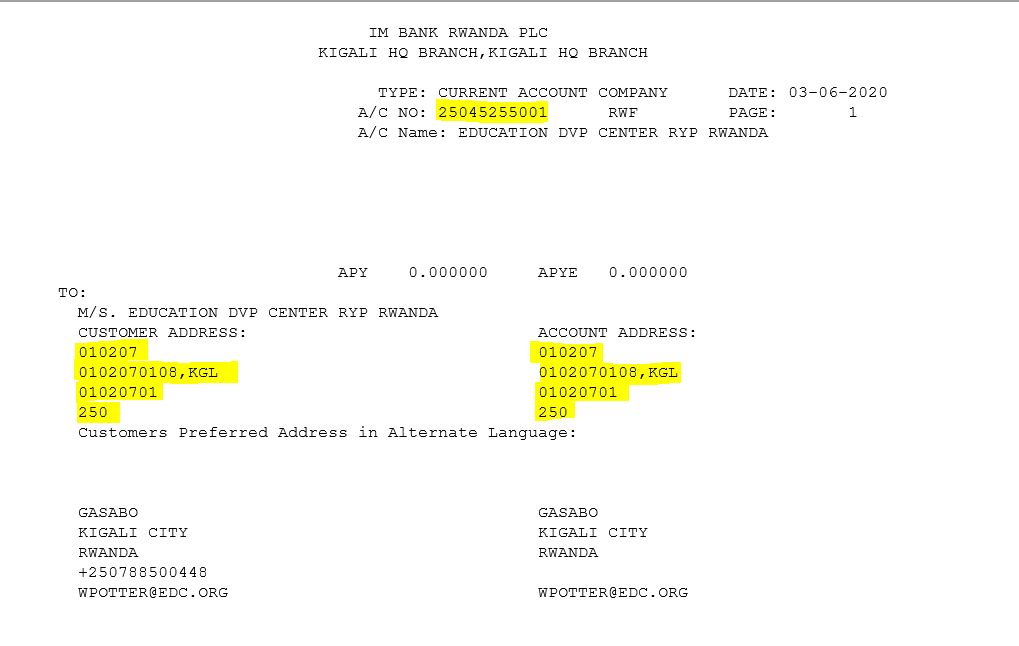 IM BANK RWANDA PLC
KIGALI HQ BRANCH,KIGALI HQ BRANCH
TYPE: CURRENT ACCOUNT COMPANY DATE: 03-06-2020
A/C NO: 25045255001 RWF PAGE: 1
A/C Name: EDUCATION DVP CENTER RYP RWANDA
APY 0.000000 APYE 0.000000
TO:
M/S. EDUCATION DVP CENTER RYP RWANDA
CUSTOMER ADDRESS: ACCOUNT ADDRESS:
010207 010207
0102070108,KGL 0102070108,KGL
01020701 01020701
250 250
Customers Preferred Address in Alternate Language:
GASABO GASABO
KIGALI CITY KIGALI CITY
RWANDA RWANDA
+250788500448
WPOTTER@EDC.ORG WPOTTER@EDC.ORG